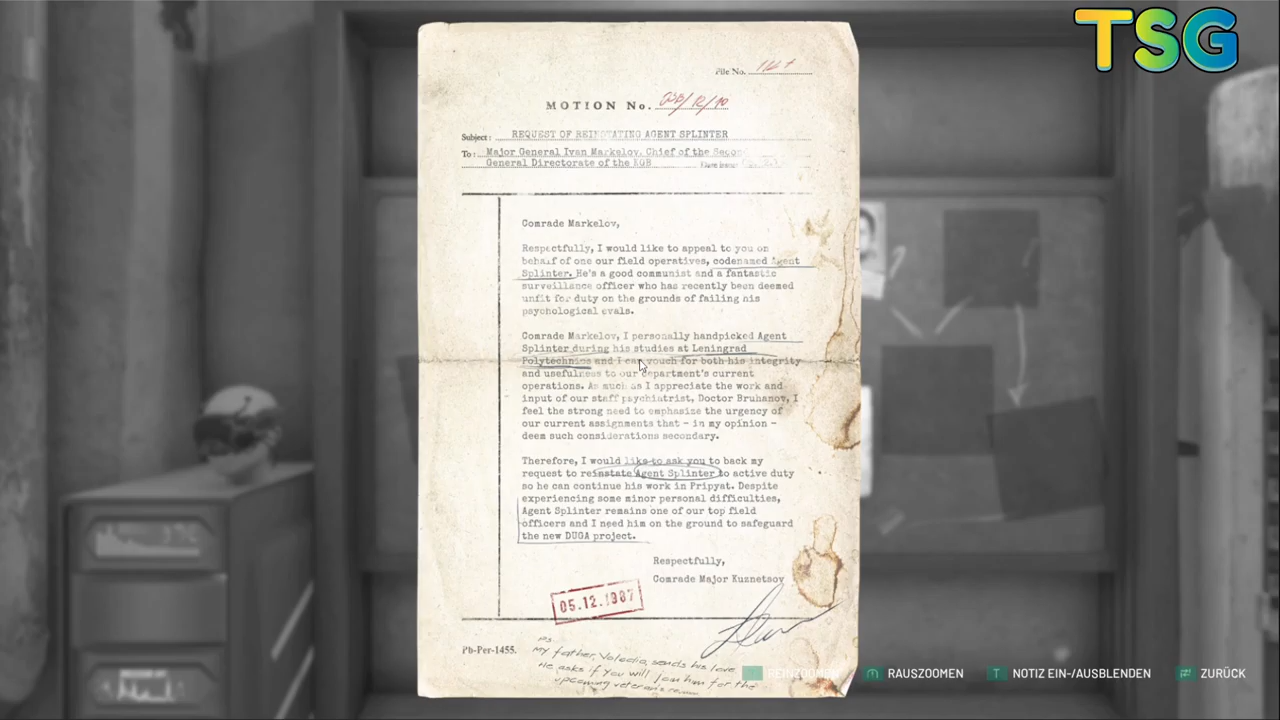 TSG
File No.
MOTION No.
Subject: REQUEST OF REINSTATING AGENT SPLINTER
To: Major General Ivan Markelov, Chief of the Second
General Directorate of the KGB
Comrade Markelov,
Respectfully, I would like to appeal to you on
behalf of one our field operatives, codenamed Agent
Splinter. He's a good communist and a fantastic
surveillance officer who has recently been deemed
unfit for duty on the grounds of failing his
psychological evals.
Comrade Markelov, I personally handpicked Agent
Splinter during his studies at Leningrad
Polytechnics and I can vouch for both his integrity
and usefulness to our department's current
operations. As much as I appreciate the work and
input of our staff psychiatrist, Doctor Bruhanov, I
feel the strong need to emphasise the urgency of
our current assignments that - in my opinion -
deem such considerations secondary.
Therefore, I would like to ask you to back my
request to reinstate Agent Splinter to active duty
so he can continue his work in Pripyat. Despite
experiencing some minor personal difficulties,
Agent Splinter remains one of our top field
officers and I need him on the ground to safeguard
the new DUGA project.
Respectfully,
Comrade Major Kuznetsov
05.12.1987
Pb-Per-1455.
PS
My father, Volodia, sends his love
He asks if you will join him for the
upcoming veteran's
REINZOOMEN
RAUSZOOMEN
NOTIZ EIN-/AUSBLENDEN
ZURÜCK